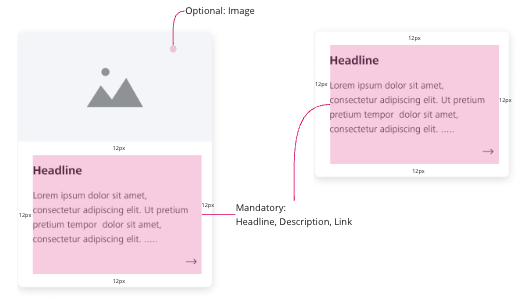 Optional: Image
12px
Headline
Lorem ipsum dolor sit amet,
consectetur adipiscing elit. Ut pretium
pretium tempor  dolor sit amet,
consectetur adipiscing elit. .....
12px
12px
12px
12px
Headline
Lorem ipsum dolor sit amet,
consectetur adipiscing elit. Ut pretium
pretium tempor  dolor sit amet,
consectetur adipiscing elit. .....
12px
12px
12px
Mandatory:
Headline, Description, Link